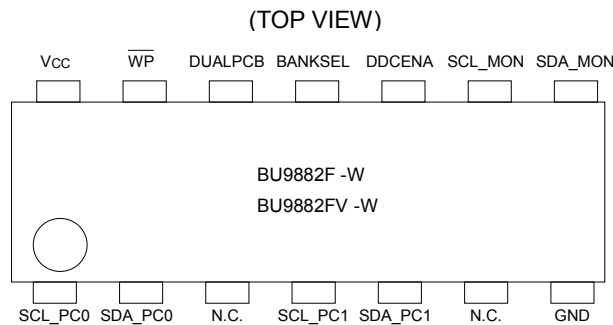 (TOP VIEW)
VCC WP DUALPCB BANKSEL DDCENA SCL_MON SDA_MON
BU9882F -W
BU9882FV -W
SCL_PC0 SDA_PC0 N.C. SCL_PC1 SDA_PC1 N.C. GND